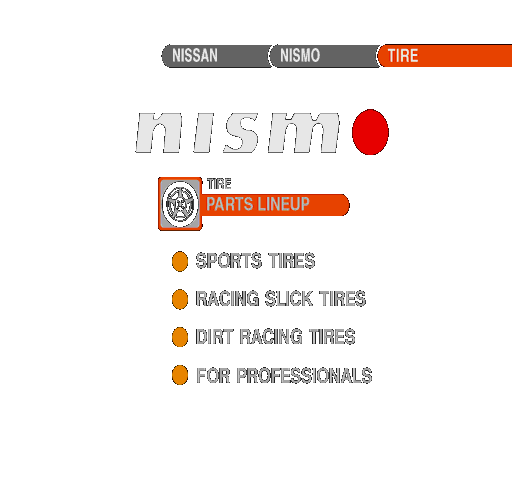 NISSAN NISMO TIRE
nismo
TIRE
PARTS LINEUP
SPORTS TIRES
RACING SLICK TIRES
DIRT RACING TIRES
FOR PROFESSIONALS